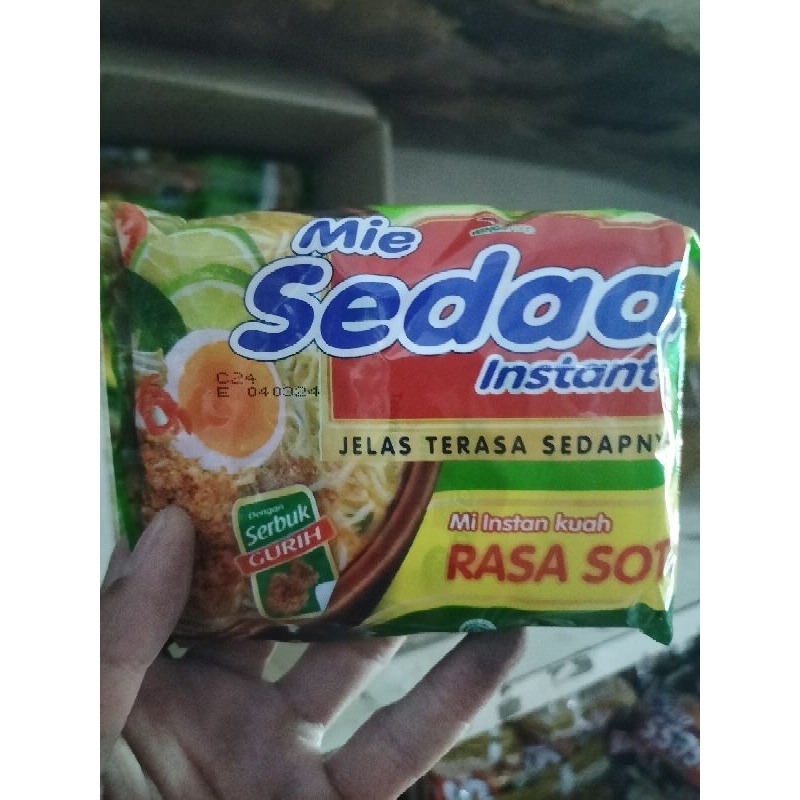 Mie
Sedaa
Instant
C24
E 040324
JELAS TERASA SEDAPNY
Dengan
Serbuk
GURIH
Mi Instan kuah
RASA SOT